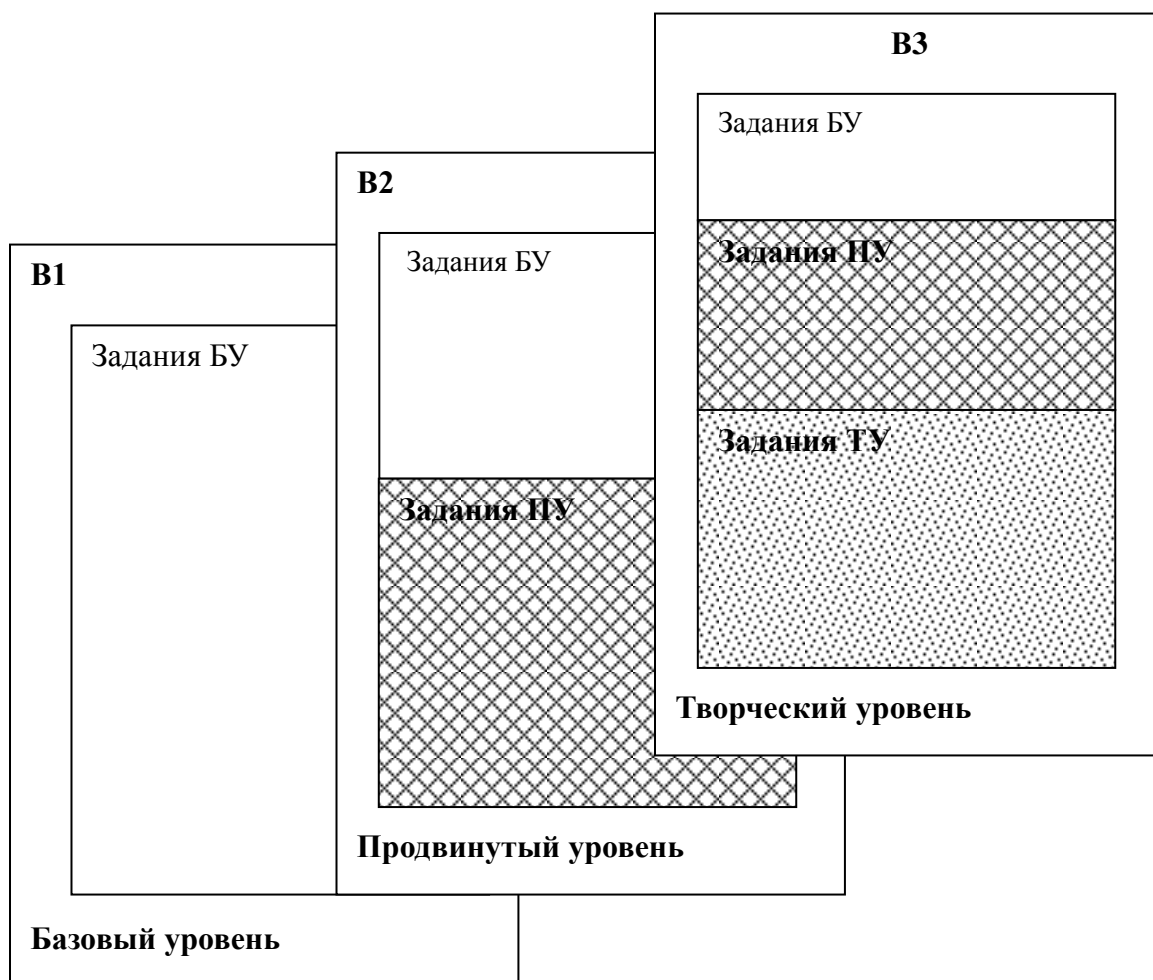 В1
Задания БУ
Базовый уровень
В2
Задания БУ
Задания ПУ
Продвинутый уровень
В3
Задания БУ
Задания ПУ
Задания ТУ
Творческий уровень